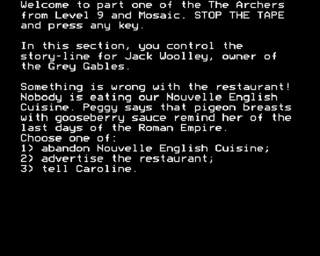 Welcome to part one of the The Archers
from Level 9 and Mosaic. STOP THE TAPE
and press any key.
In this section, you control the
story-line for Jack Woolley, owner of
the Grey Gables.
Something is wrong with the restaurant!
Nobody is eating our Nouvelle English
Cuisine. Peggy says that pigeon breasts
with gooseberry sauce remind her of the
last days of the Roman Empire.
Choose one of:
1) abandon Nouvelle English Cuisine;
2) advertise the restaurant;
3) tell Caroline.